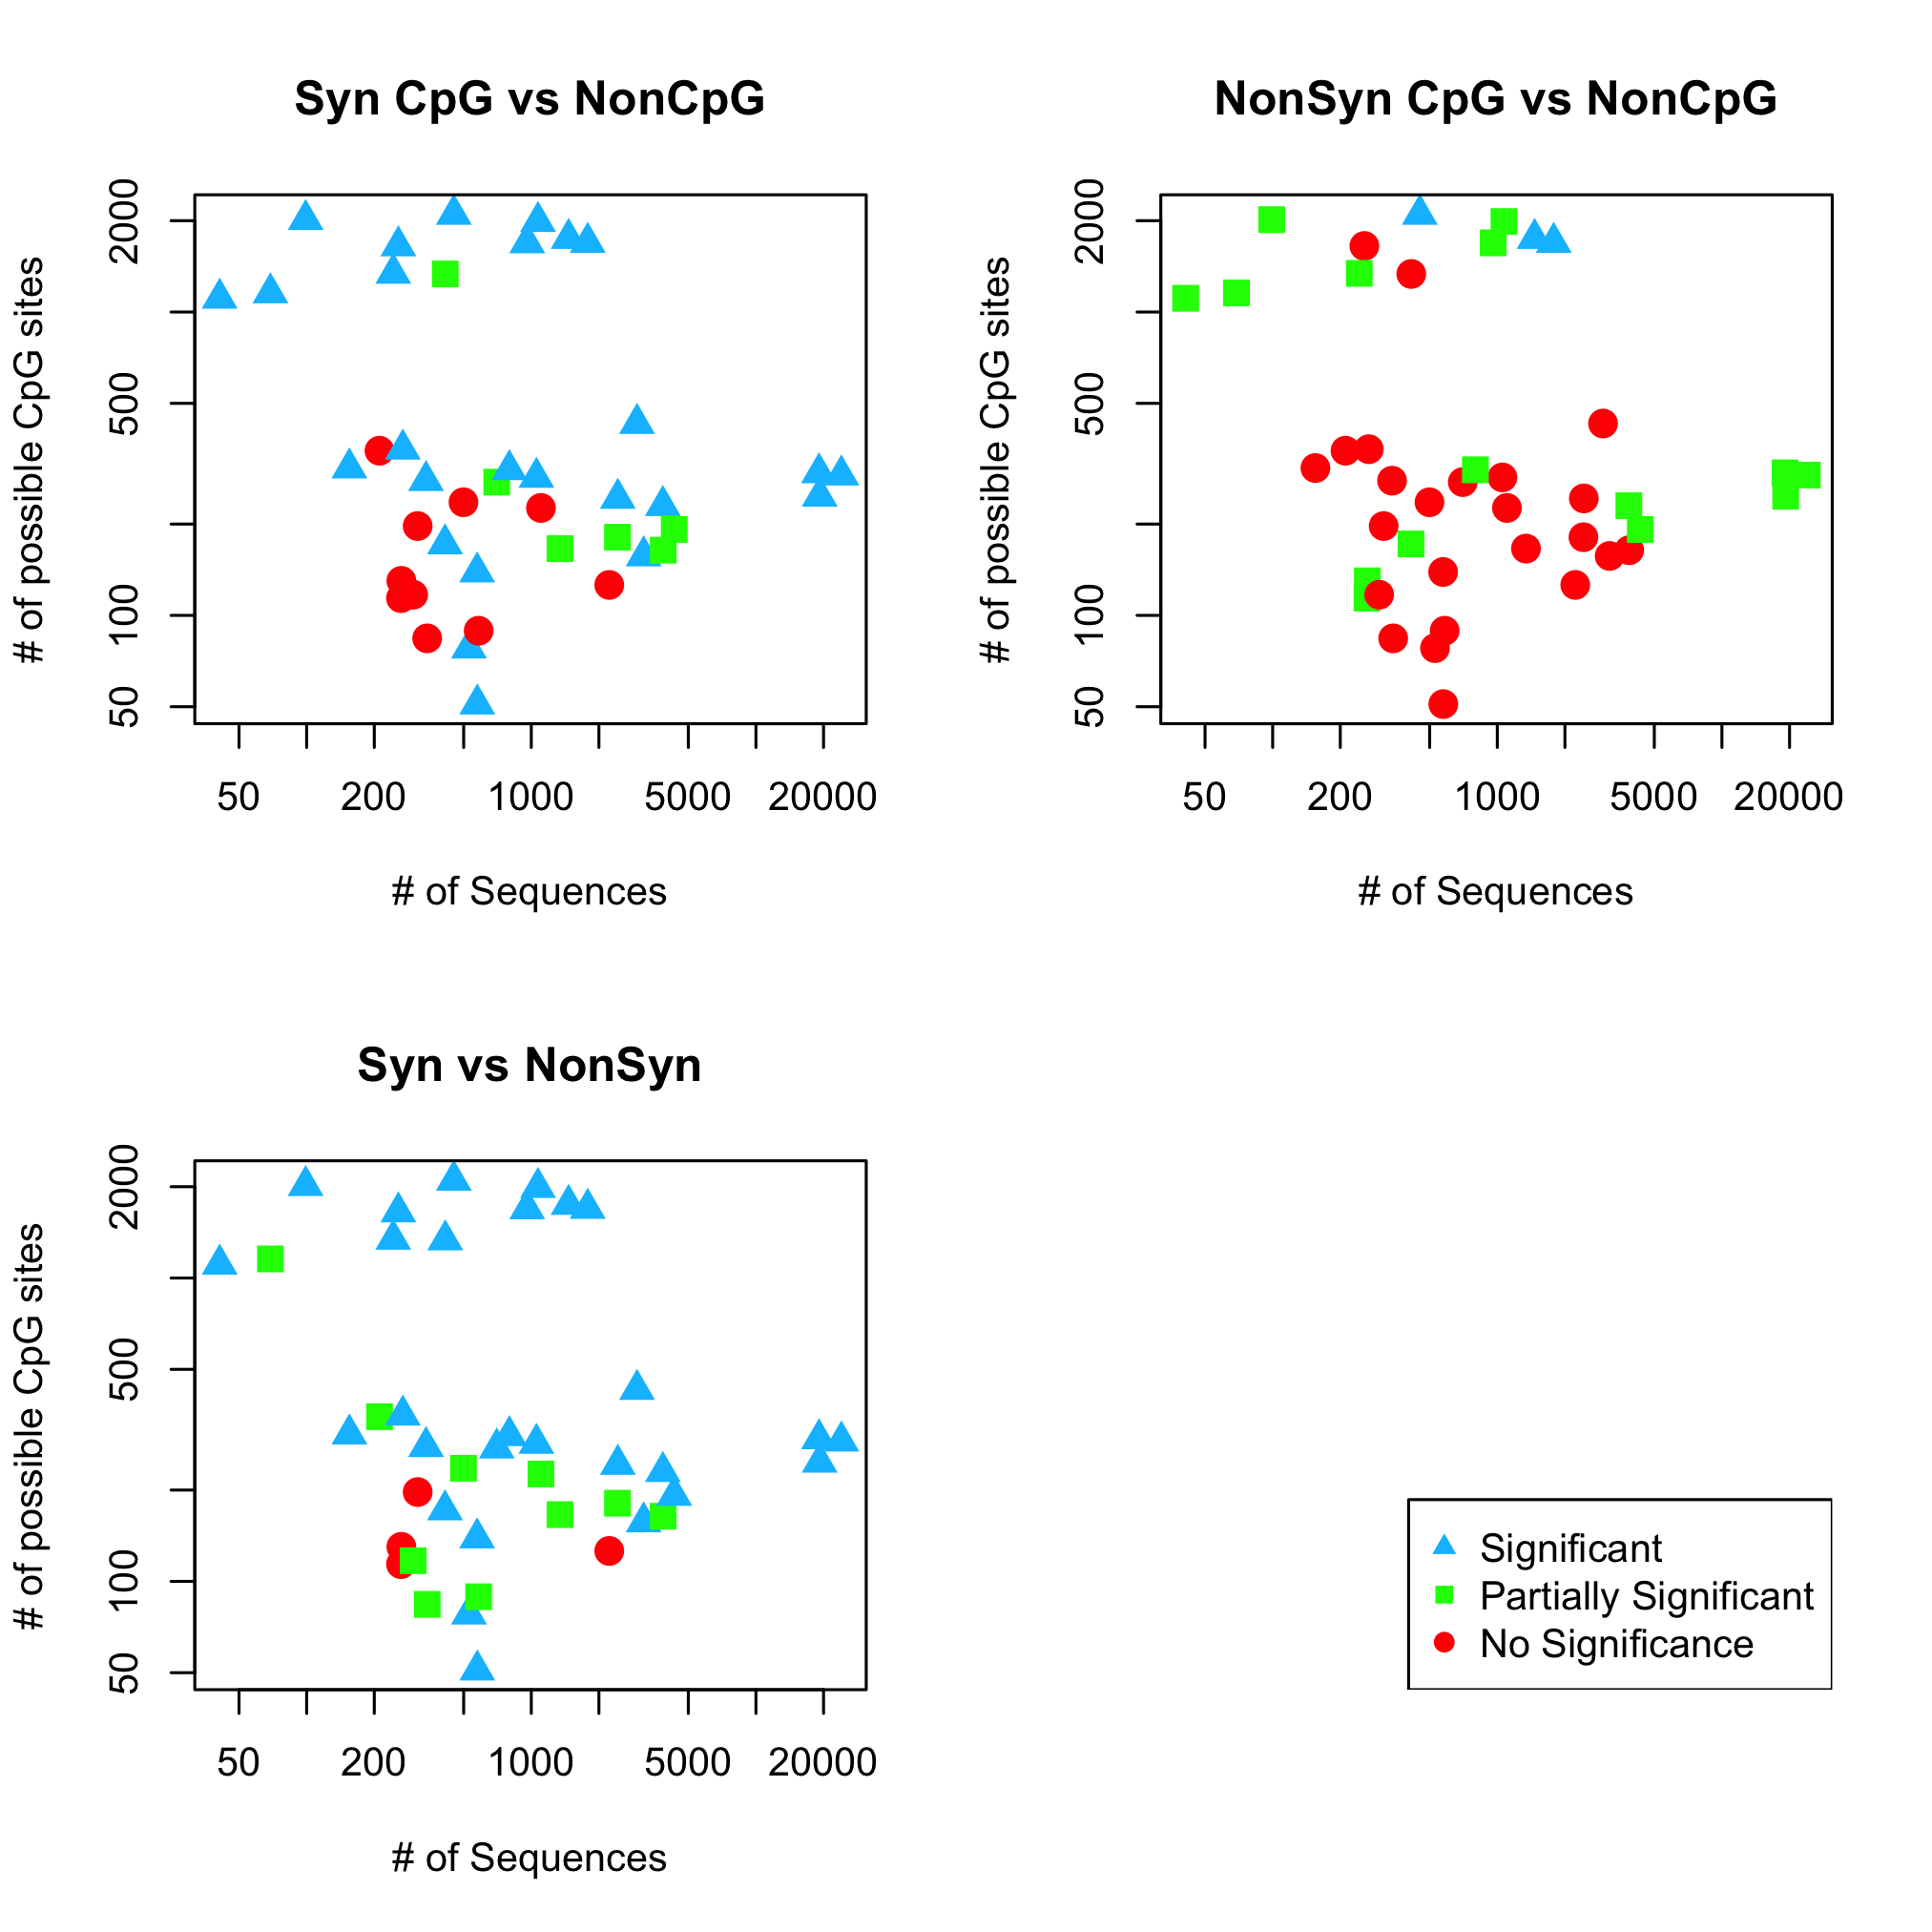 Syn CpG vs NonCpG
# of possible CpG sites
2000
500
100
50
50 200 1000 5000 20000
# of Sequences
NonSyn CpG vs NonCpG
# of possible CpG sites
2000
500
100
50
50 200 1000 5000 20000
# of Sequences
Syn vs NonSyn
# of possible CpG sites
2000
500
100
50
50 200 1000 5000 20000
# of Sequences
Significant
Partially Significant
No Significance